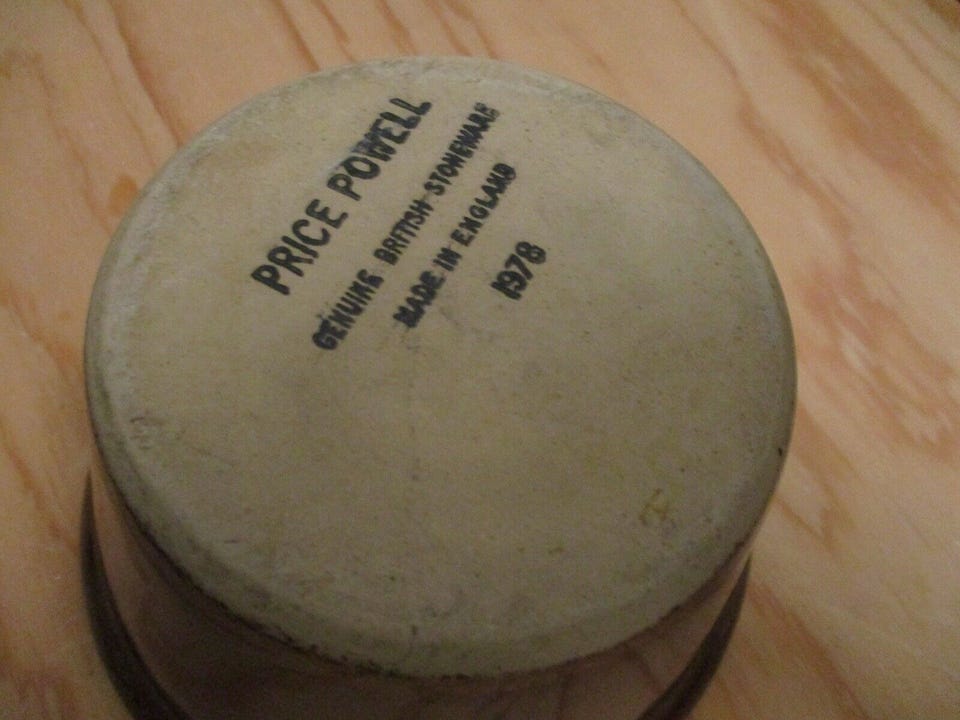 PRICE POWELL
GENUINE BRITISH STONEWARE
MADE IN ENGLAND
1978